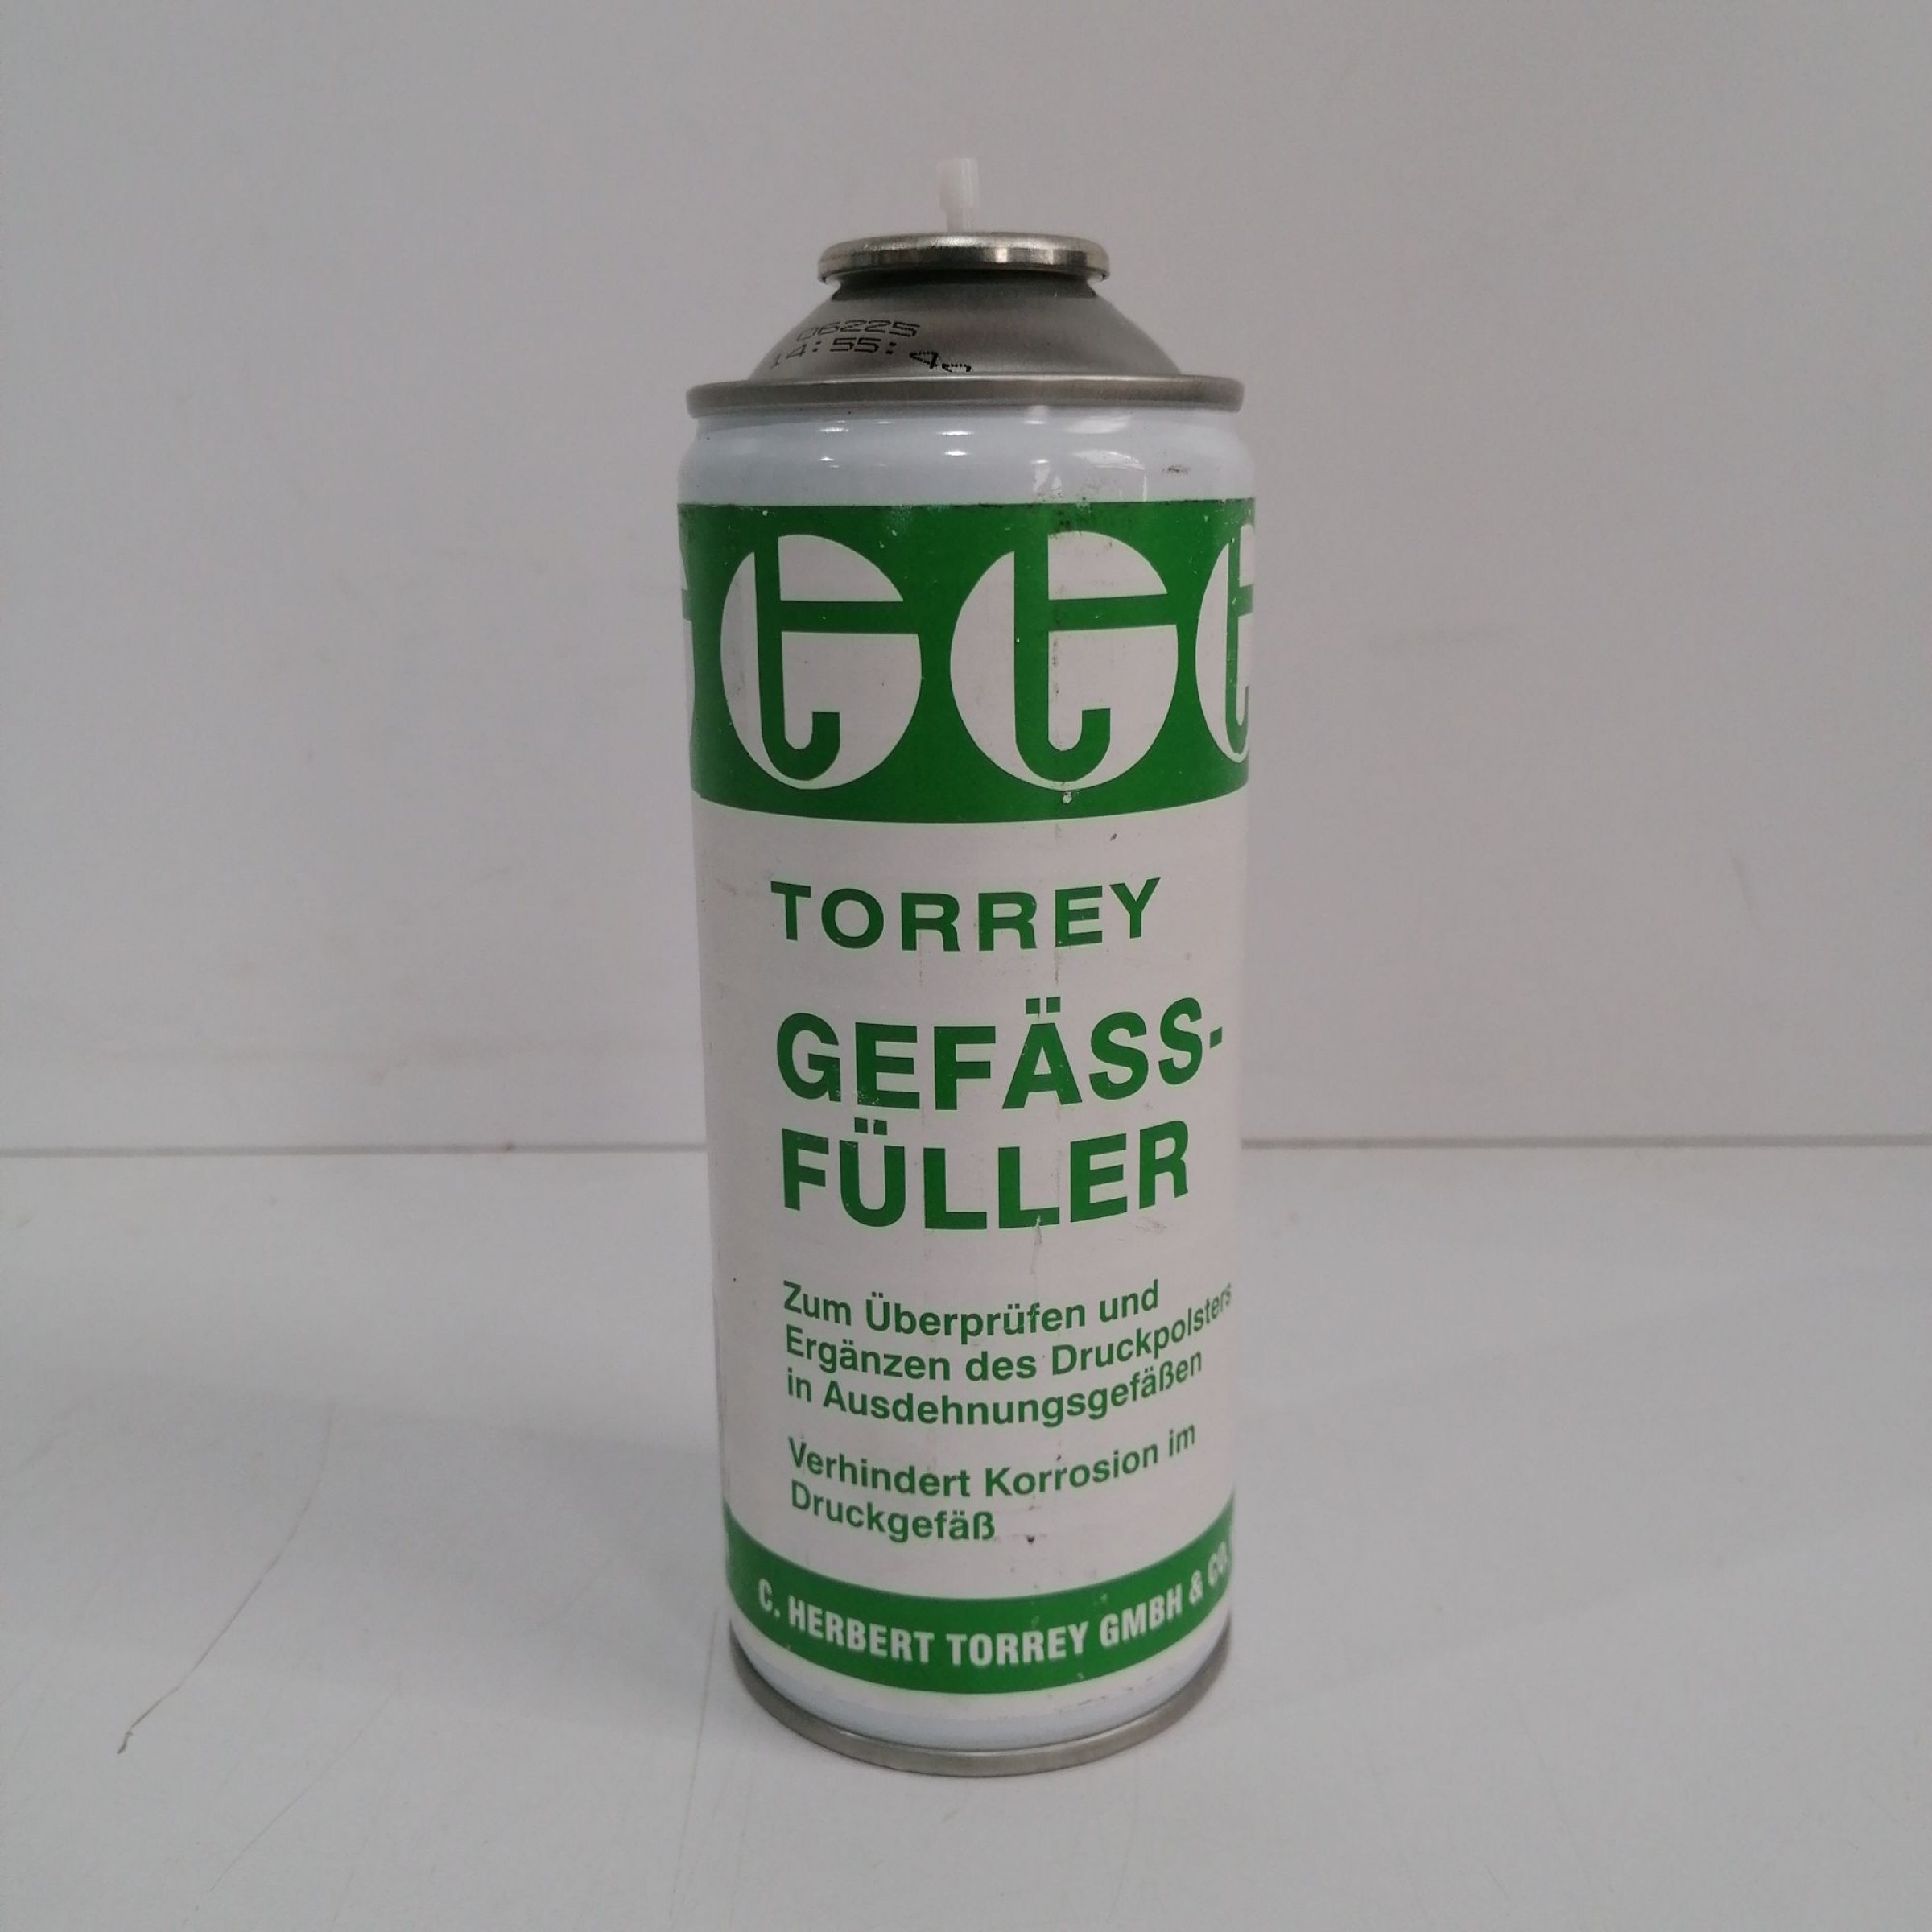 06225
14:55:
TORREY
GEFÄSS-
FÜLLER
Zum Überprüfen und
Ergänzen des Druckpolsters
in Ausdehnungsgefäßen
Verhindert Korrosion im
Druckgefäß
C. HERBERT TORREY GMBH & CO.